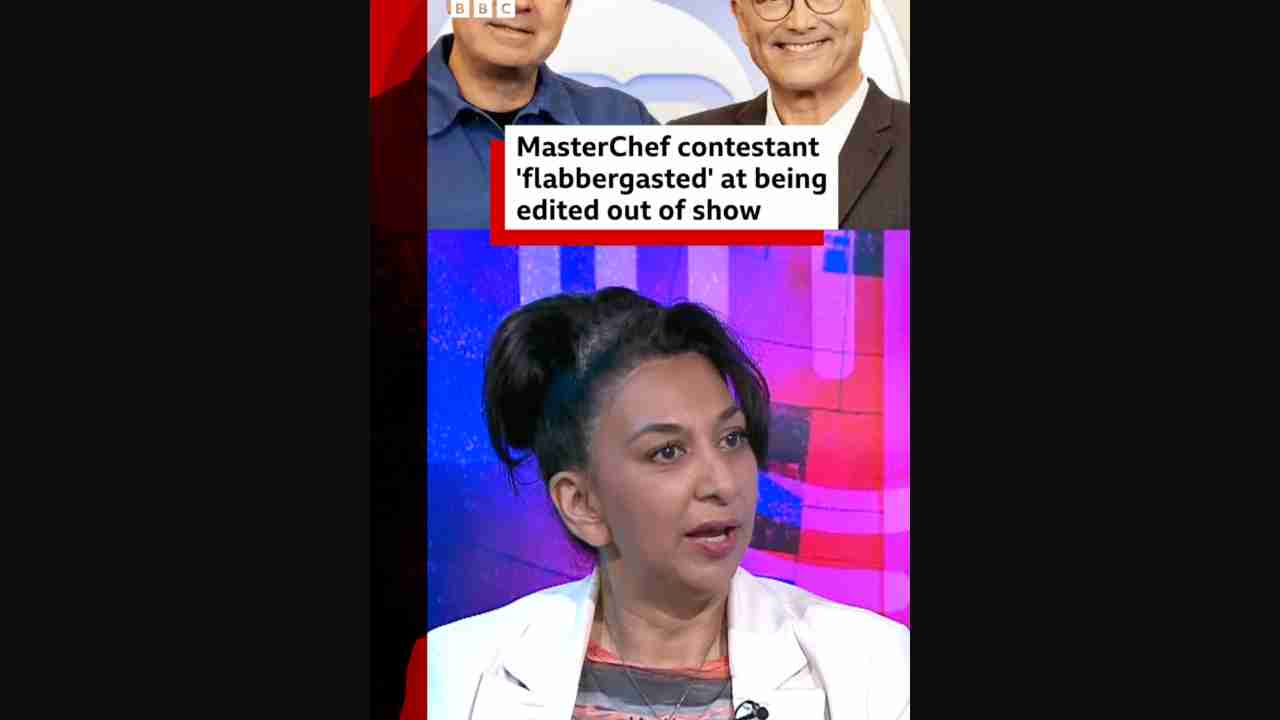 BBC
MasterChef contestant
'flabbergasted' at being
edited out of show